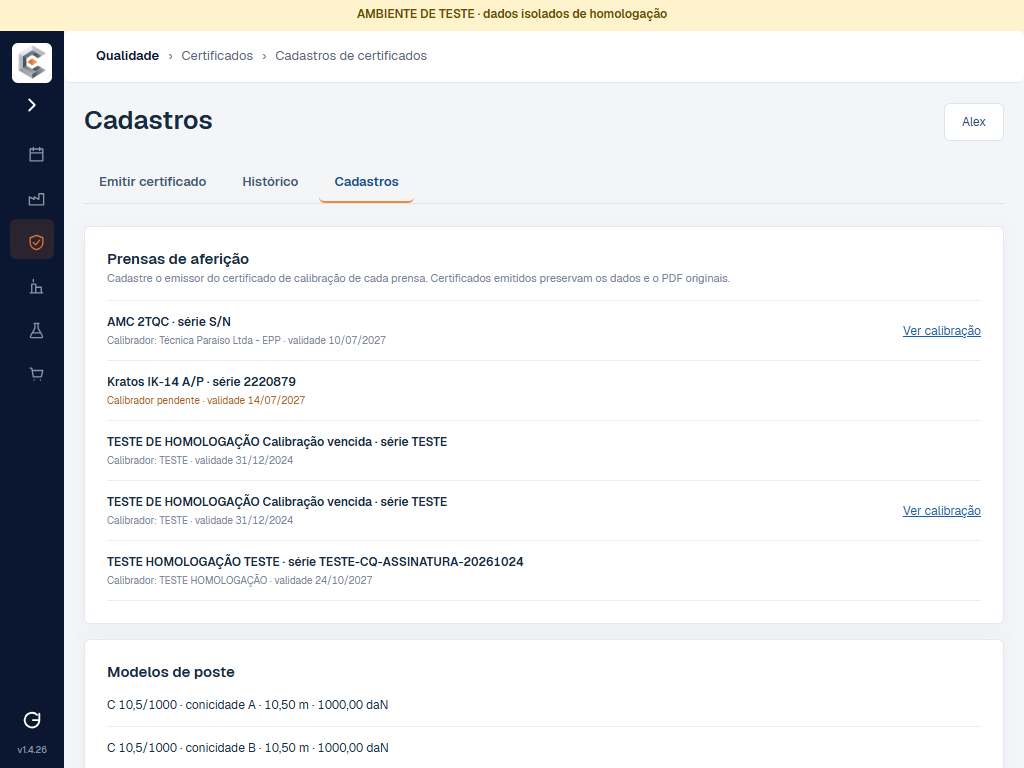 AMBIENTE DE TESTE · dados isolados de homologação
Qualidade › Certificados › Cadastros de certificados
Cadastros
Alex
Emitir certificado Histórico Cadastros
Prensas de aferição
Cadastre o emissor do certificado de calibração de cada prensa. Certificados emitidos preservam os dados e o PDF originais.
AMC 2TQC · série S/N
Calibrador: Técnica Paraiso Ltda - EPP · validade 10/07/2027
Ver calibração
Kratos IK-14 A/P · série 2220879
Calibrador pendente · validade 14/07/2027
TESTE DE HOMOLOGAÇÃO Calibração vencida · série TESTE
Calibrador: TESTE · validade 31/12/2024
TESTE DE HOMOLOGAÇÃO Calibração vencida · série TESTE
Calibrador: TESTE · validade 31/12/2024
Ver calibração
TESTE HOMOLOGAÇÃO TESTE · série TESTE-CQ-ASSINATURA-20261024
Calibrador: TESTE HOMOLOGAÇÃO · validade 24/10/2027
Modelos de poste
C 10,5/1000 · conicidade A · 10,50 m · 1000,00 daN
C 10,5/1000 · conicidade B · 10,50 m · 1000,00 daN
v1.4.26